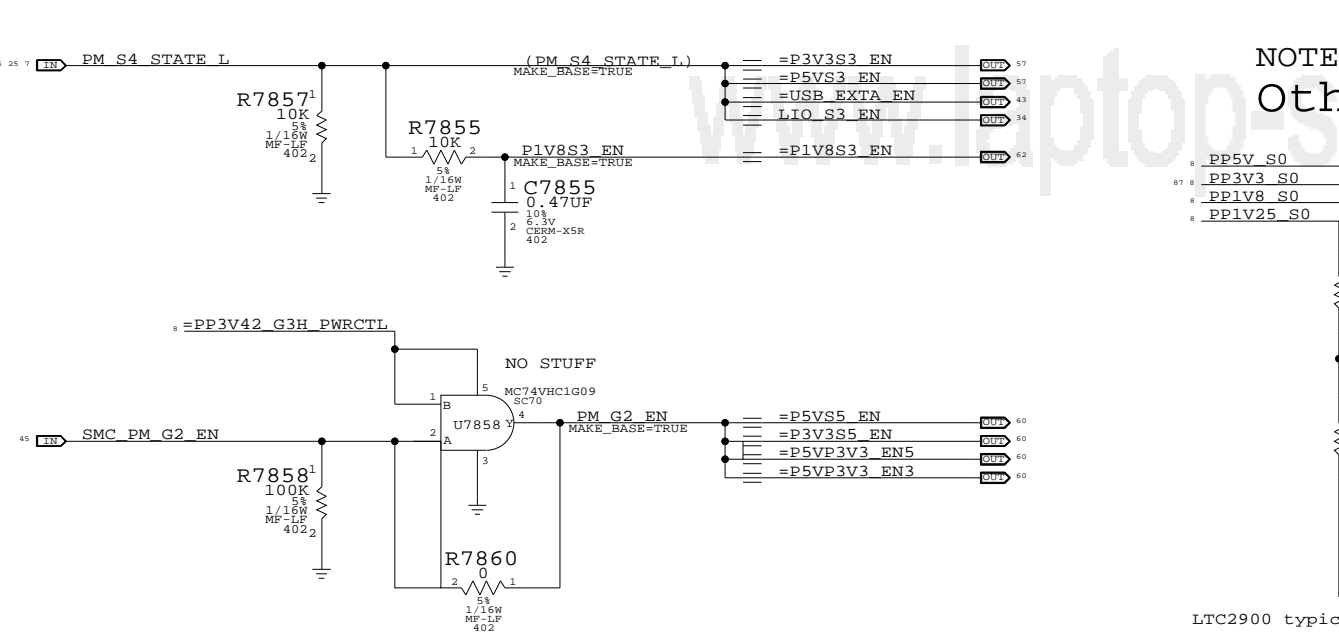 25 7 IN PM_S4_STATE_L
(PM_S4_STATE_L)
MAKE_BASE=TRUE
=P3V3S3_EN OUT 57
=P5VS3_EN OUT 57
=USB_EXTA_EN OUT 43
LIO_S3_EN OUT 34
R7857
10K
5%
1/16W
MF-LF
402
1
2
R7855
10K
1 2
5%
1/16W
MF-LF
402
P1V8S3_EN
MAKE_BASE=TRUE
=P1V8S3_EN OUT 62
1 C7855
0.47UF
10%
6.3V
2 CERM-X5R
402
www.laptop-s
NOTE
Oth
8 PP5V_S0
87 8 PP3V3_S0
8 PP1V8_S0
8 PP1V25_S0
8 =PP3V42_G3H_PWRCTL
NO STUFF
5 MC74VHC1G09
SC70
1 B
U7858 Y 4
2 A
3
45 IN SMC_PM_G2_EN
PM_G2_EN
MAKE_BASE=TRUE
=P5VS5_EN OUT 60
=P3V3S5_EN OUT 60
=P5VP3V3_EN5 OUT 60
=P5VP3V3_EN3 OUT 60
R7858
100K
5%
1/16W
MF-LF
402
1
2
R7860
0
2 1
5%
1/16W
MF-LF
402
LTC2900 typic